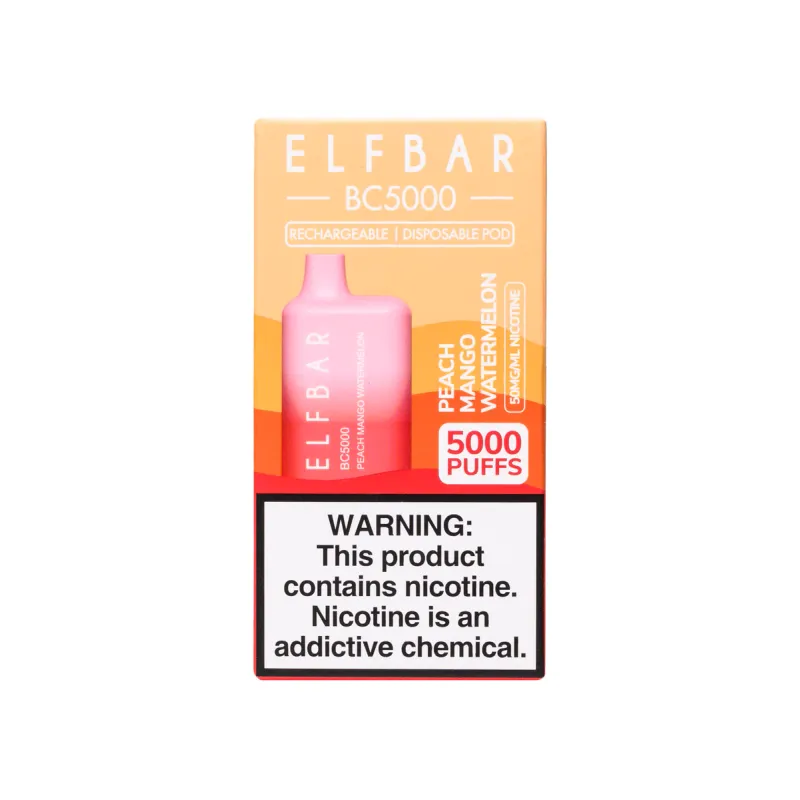 ELFBAR
BC5000
RECHARGEABLE | DISPOSABLE POD
ELFBAR
BC5000
PEACH MANGO WATERMELON
PEACH
MANGO
WATERMELON
50MG/ML NICOTINE
5000
PUFFS
WARNING:
This product
contains nicotine.
Nicotine is an
addictive chemical.